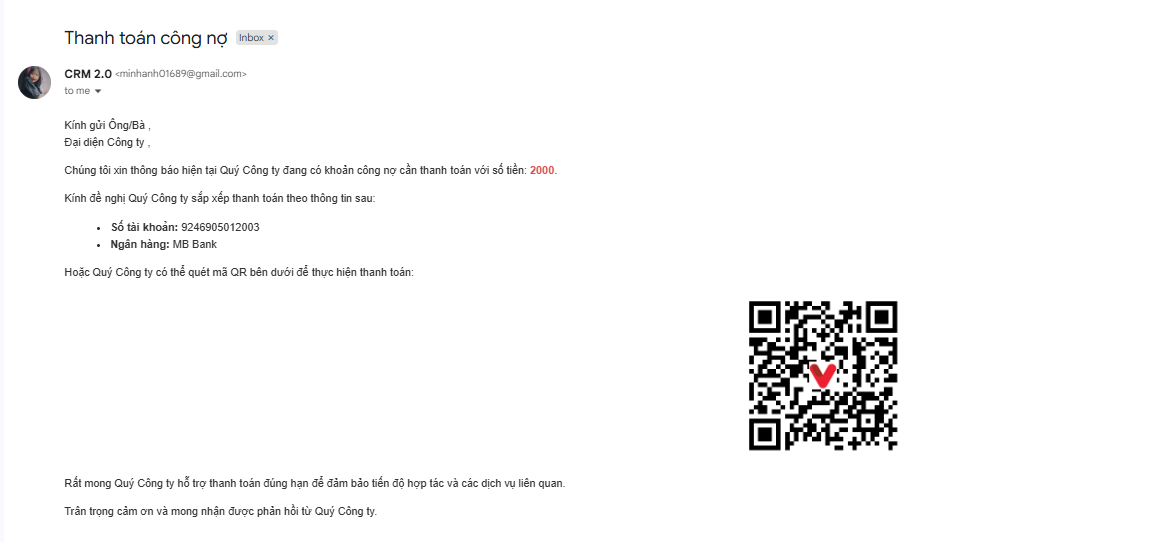 Thanh toán công nợ Inbox ×
CRM 2.0 <minhanh01689@gmail.com>
to me
Kính gửi Ông/Bà ,
Đại diện Công ty ,
Chúng tôi xin thông báo hiện tại Quý Công ty đang có khoản công nợ cần thanh toán với số tiền: 2000.
Kính đề nghị Quý Công ty sắp xếp thanh toán theo thông tin sau:
• Số tài khoản: 9246905012003
• Ngân hàng: MB Bank
Hoặc Quý Công ty có thể quét mã QR bên dưới để thực hiện thanh toán:
Rất mong Quý Công ty hỗ trợ thanh toán đúng hạn để đảm bảo tiến độ hợp tác và các dịch vụ liên quan.
Trân trọng cảm ơn và mong nhận được phản hồi từ Quý Công ty.